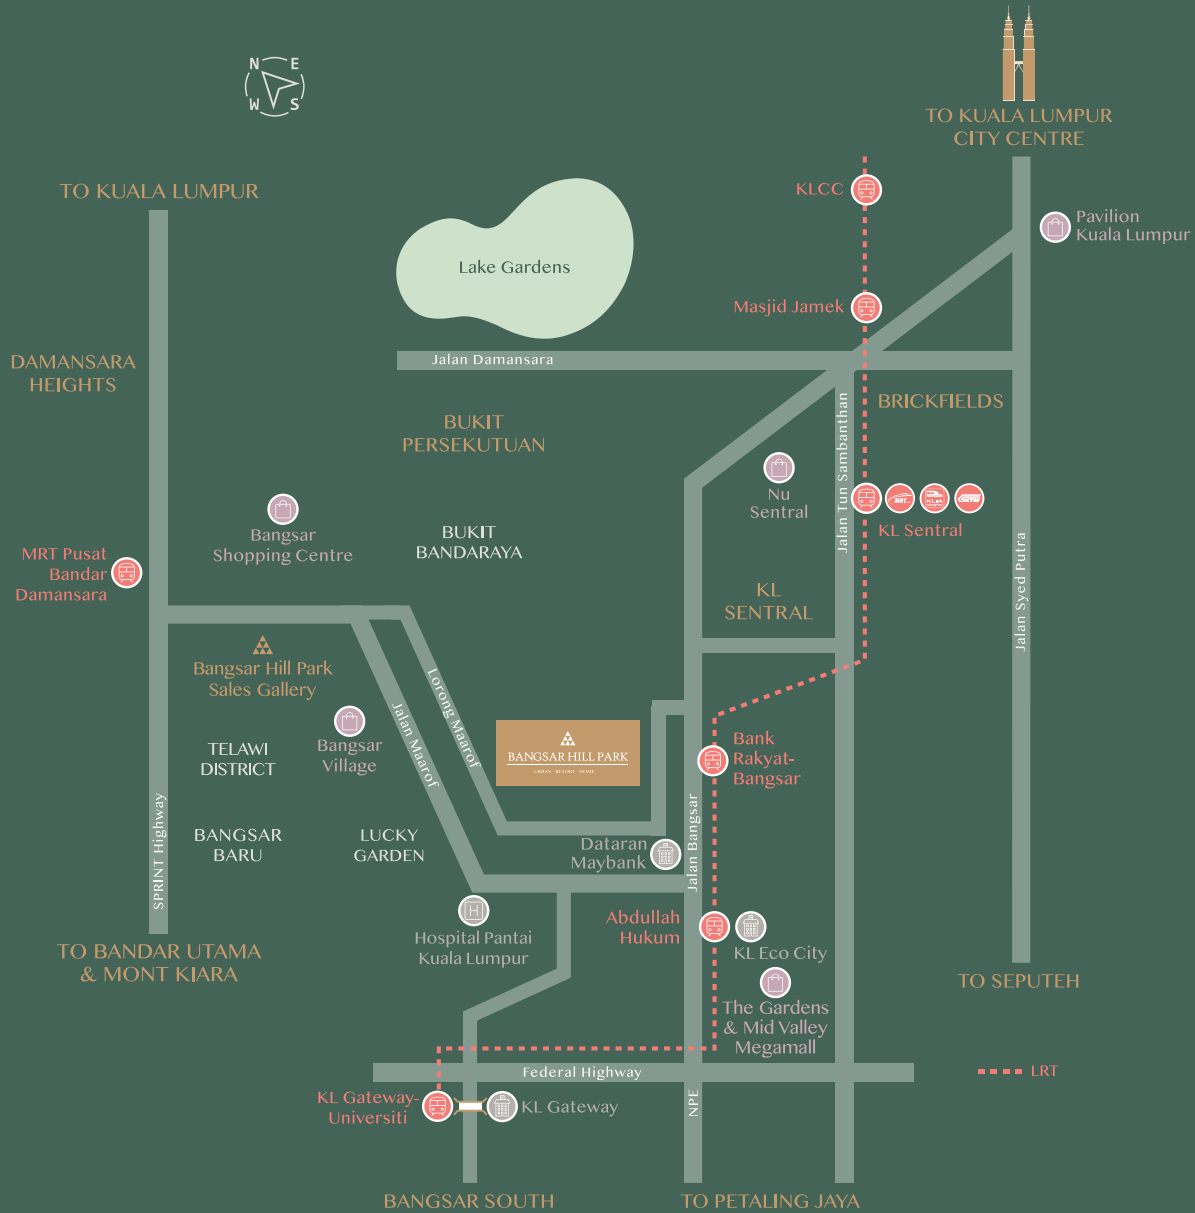 N E
W S
TO KUALA LUMPUR
CITY CENTRE
TO KUALA LUMPUR
KLCC
Pavilion
Kuala Lumpur
Lake Gardens
Masjid Jamek
Jalan Damansara
DAMANSARA
HEIGHTS
BRICKFIELDS
BUKIT
PERSEKUTUAN
Jalan Tun Sambanthan
Nu
Sentral
KL Sentral
Bangsar
Shopping Centre
BUKIT
BANDARAYA
MRT Pusat
Bandar
Damansara
Jalan Syed Putra
KL
SENTRAL
Bangsar Hill Park
Sales Gallery
Lorong Maarof
Jalan Maarof
Bangsar
Village
TELAWI
DISTRICT
BANGSAR HILL PARK
URBAN · RESORT · HOME
Bank
Rakyat-
Bangsar
SPRINT Highway
Jalan Bangsar
BANGSAR
BARU
LUCKY
GARDEN
Dataran
Maybank
H
Hospital Pantai
Kuala Lumpur
Abdullah
Hukum
KL Eco City
TO BANDAR UTAMA
& MONT KIARA
TO SEPUTEH
The Gardens
& Mid Valley
Megamall
Federal Highway
LRT
KL Gateway-
Universiti
KL Gateway
NPE
BANGSAR SOUTH
TO PETALING JAYA